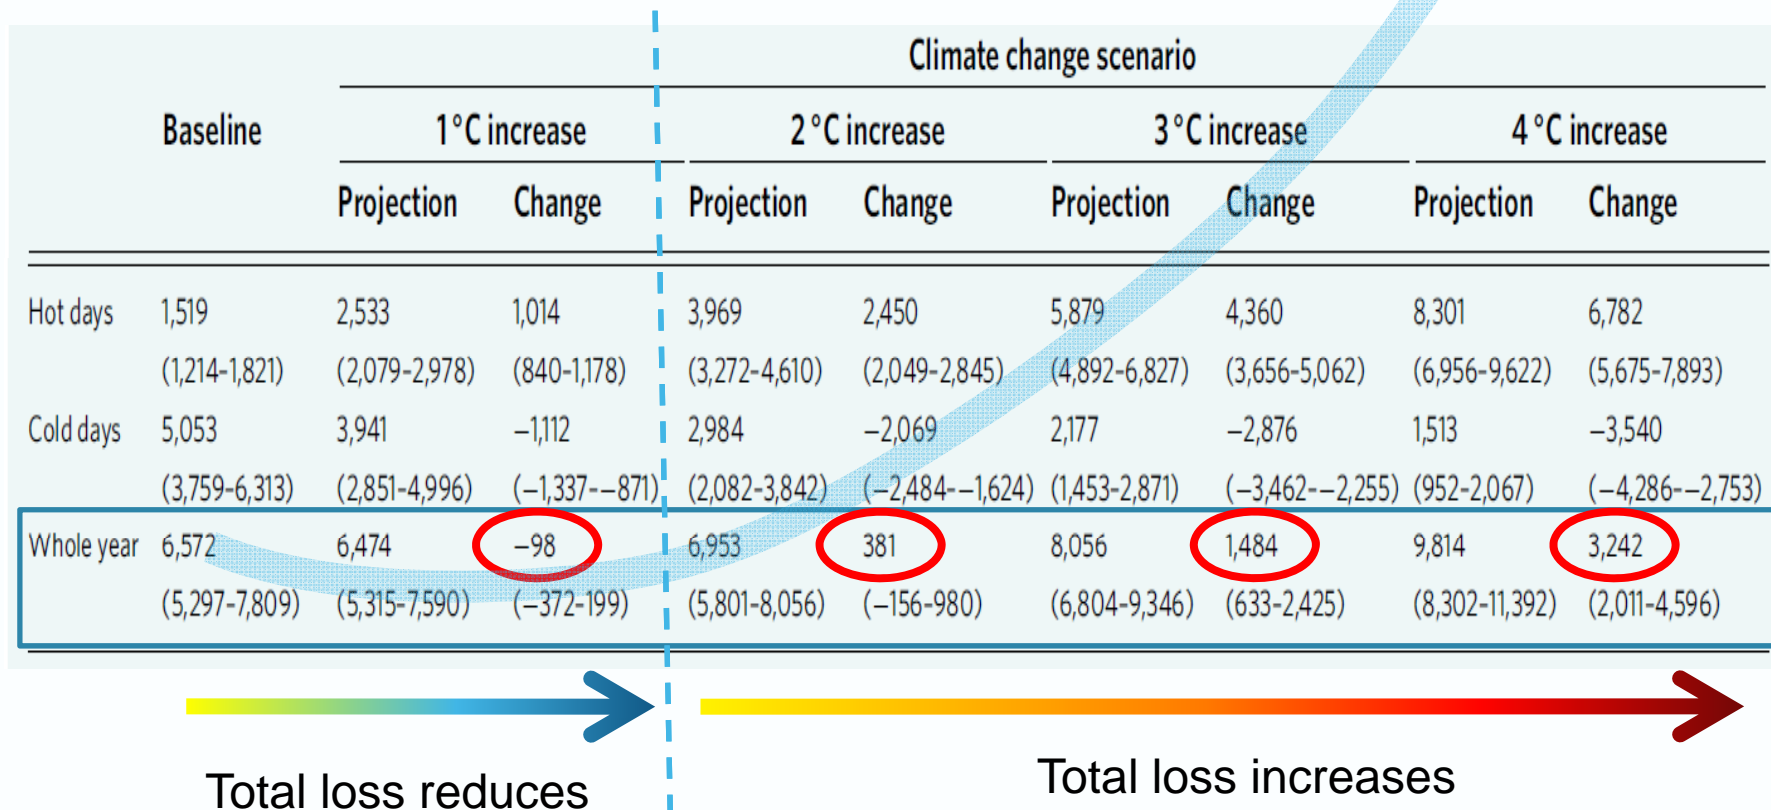 Climate change scenario
Baseline 1 °C increase 2 °C increase 3 °C increase 4 °C increase
Projection Change Projection Change Projection Change Projection Change
Hot days 1,519 2,533 1,014 3,969 2,450 5,879 4,360 8,301 6,782
(1,214–1,821) (2,079–2,978) (840–1,178) (3,272–4,610) (2,049–2,845) (4,892–6,827) (3,656–5,062) (6,956–9,622) (5,675–7,893)
Cold days 5,053 3,941 −1,112 2,984 −2,069 2,177 −2,876 1,513 −3,540
(3,759–6,313) (2,851–4,996) (−1,337–−871) (2,082–3,842) (−2,484–−1,624) (1,453–2,871) (−3,462–−2,255) (952–2,067) (−4,286–−2,753)
Whole year 6,572 6,474 −98 6,953 381 8,056 1,484 9,814 3,242
(5,297–7,809) (5,315–7,590) (−372–199) (5,801–8,056) (−156–980) (6,804–9,346) (633–2,425) (8,302–11,392) (2,011–4,596)
Total loss reduces
Total loss increases